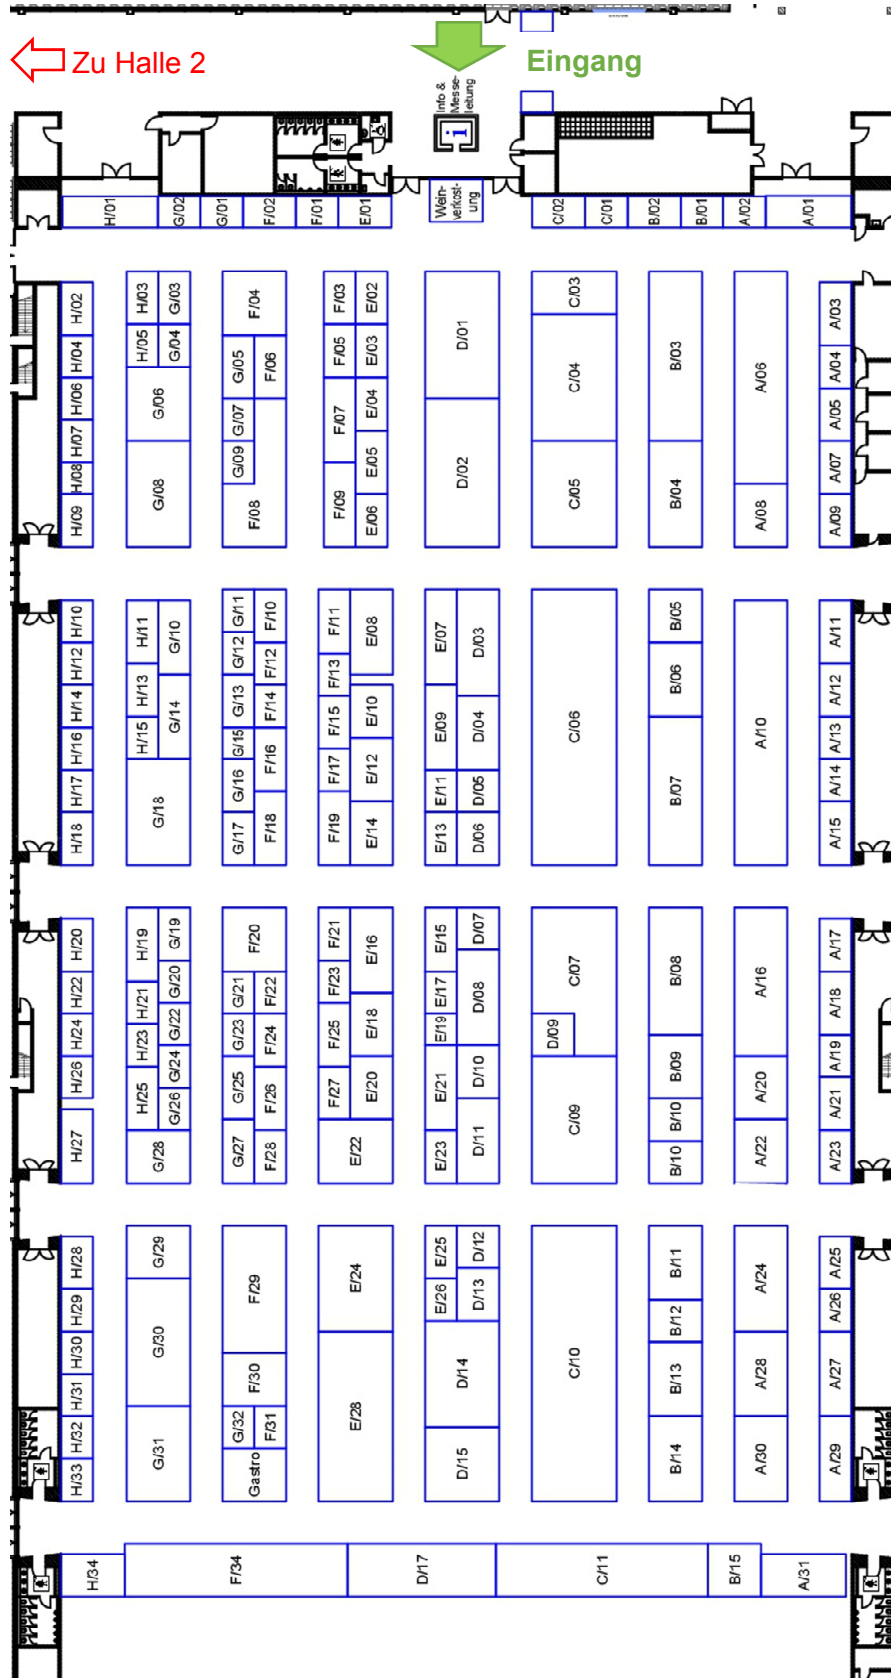 Zu Halle 2
Eingang
Info &
Messe-
leitung
i
Wein-
verkost-
ung
H/01
G/02
G/01
F/02
F/01
E/01
C/02
C/01
B/02
B/01
A/02
A/01
H/02
H/04
H/06
H/07
H/08
H/09
H/03
G/03
H/05
G/04
G/06
G/08
F/04
G/05
F/06
G/07
G/09
F/08
F/03
E/02
F/05
E/03
F/07
E/04
E/05
F/09
E/06
D/01
D/02
C/03
C/04
C/05
B/03
B/04
A/06
A/08
A/03
A/04
A/05
A/07
A/09
H/10
H/12
H/14
H/16
H/17
H/18
H/11
G/10
H/13
G/14
H/15
G/18
G/11
F/10
G/12
F/12
G/13
F/14
G/15
F/16
G/16
G/17
F/18
F/11
E/08
F/13
F/15
E/10
F/17
E/12
F/19
E/14
E/07
D/03
E/09
D/04
E/11
D/05
E/13
D/06
C/06
B/05
B/06
B/07
A/10
A/11
A/12
A/13
A/14
A/15
H/20
H/22
H/24
H/26
H/27
H/19
G/19
G/20
H/21
G/22
H/23
G/24
H/25
G/26
G/28
F/20
G/21
F/22
G/23
F/24
G/25
F/26
G/27
F/28
F/21
E/16
F/23
F/25
E/18
F/27
E/20
E/22
E/15
D/07
E/17
D/08
E/19
E/21
D/10
D/11
E/23
C/07
D/09
C/09
B/08
B/09
B/10
B/10
A/16
A/20
A/22
A/17
A/18
A/19
A/21
A/23
H/28
H/29
H/30
H/31
H/32
H/33
G/29
G/30
G/31
F/29
F/30
G/32
F/31
Gastro
E/24
E/28
E/25
D/12
E/26
D/13
D/14
D/15
C/10
B/11
B/12
B/13
B/14
A/24
A/28
A/30
A/25
A/26
A/27
A/29
H/34
F/34
D/17
C/11
B/15
A/31